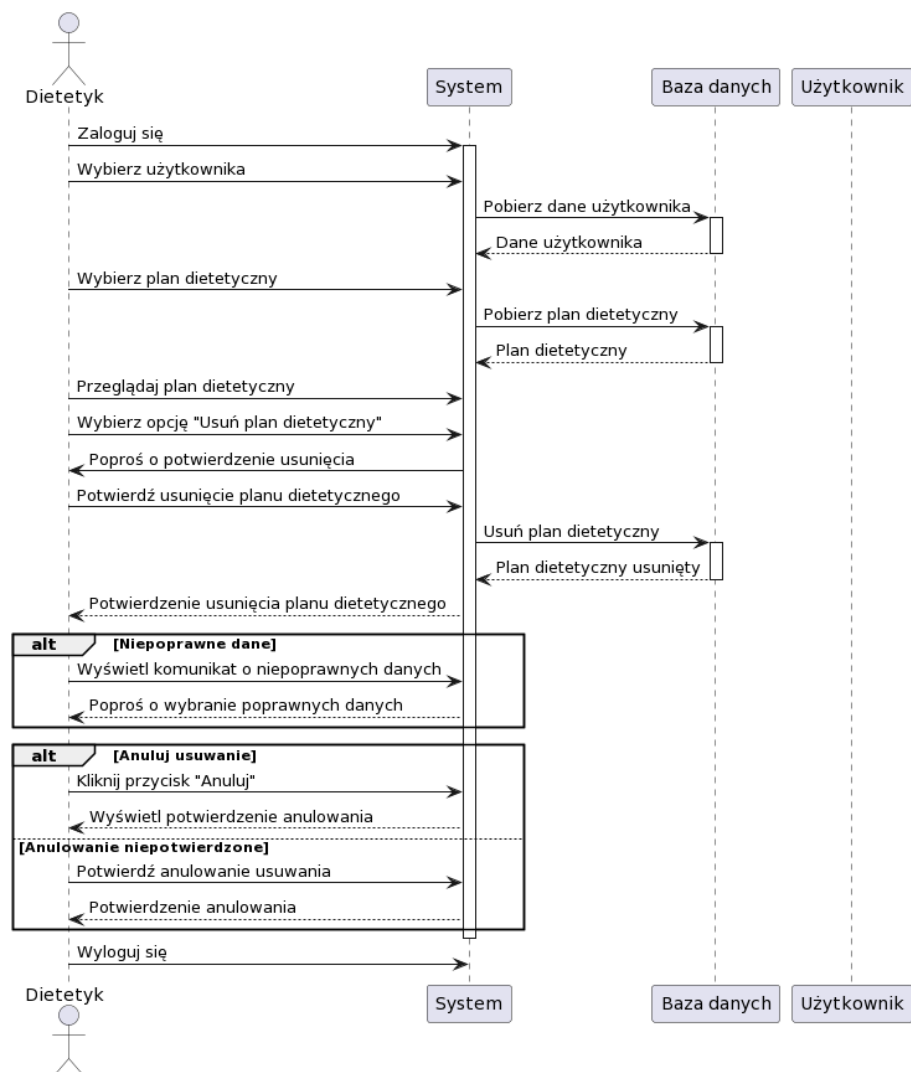 Dietetyk
System
Baza danych
Użytkownik
Zaloguj się
Wybierz użytkownika
Pobierz dane użytkownika
Dane użytkownika
Wybierz plan dietetyczny
Pobierz plan dietetyczny
Plan dietetyczny
Przeglądaj plan dietetyczny
Wybierz opcję "Usuń plan dietetyczny"
Poproś o potwierdzenie usunięcia
Potwierdź usunięcie planu dietetycznego
Usuń plan dietetyczny
Plan dietetyczny usunięty
Potwierdzenie usunięcia planu dietetycznego
alt [Niepoprawne dane]
Wyświetl komunikat o niepoprawnych danych
Poproś o wybranie poprawnych danych
alt [Anuluj usuwanie]
Kliknij przycisk "Anuluj"
Wyświetl potwierdzenie anulowania
[Anulowanie niepotwierdzone]
Potwierdź anulowanie usuwania
Potwierdzenie anulowania
Wyloguj się
Dietetyk
System
Baza danych
Użytkownik